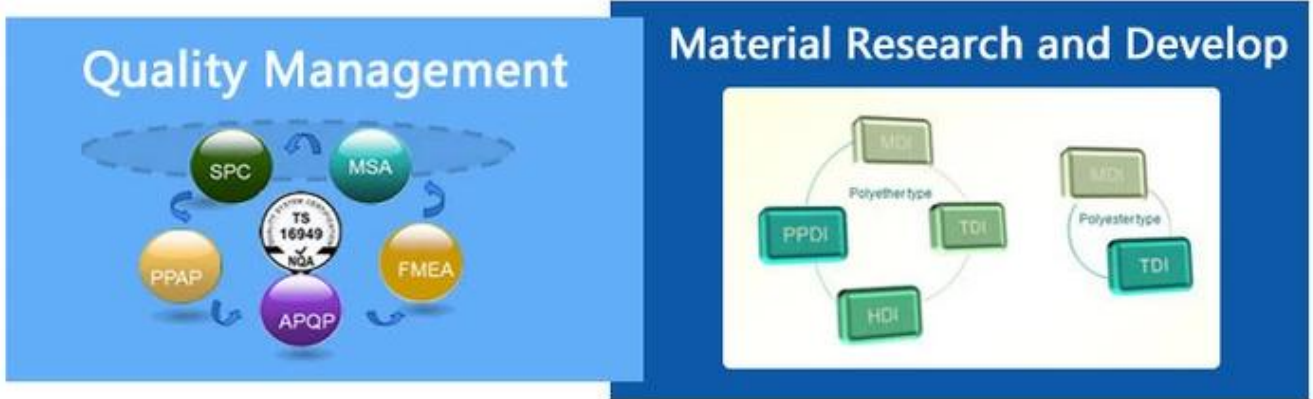 Quality Management
SPC
MSA
TS
16949
NQA
PPAP
FMEA
APQP
Material Research and Develop
MDI
Polyether type
PPDI
TDI
HDI
MDI
Polyester type
TDI